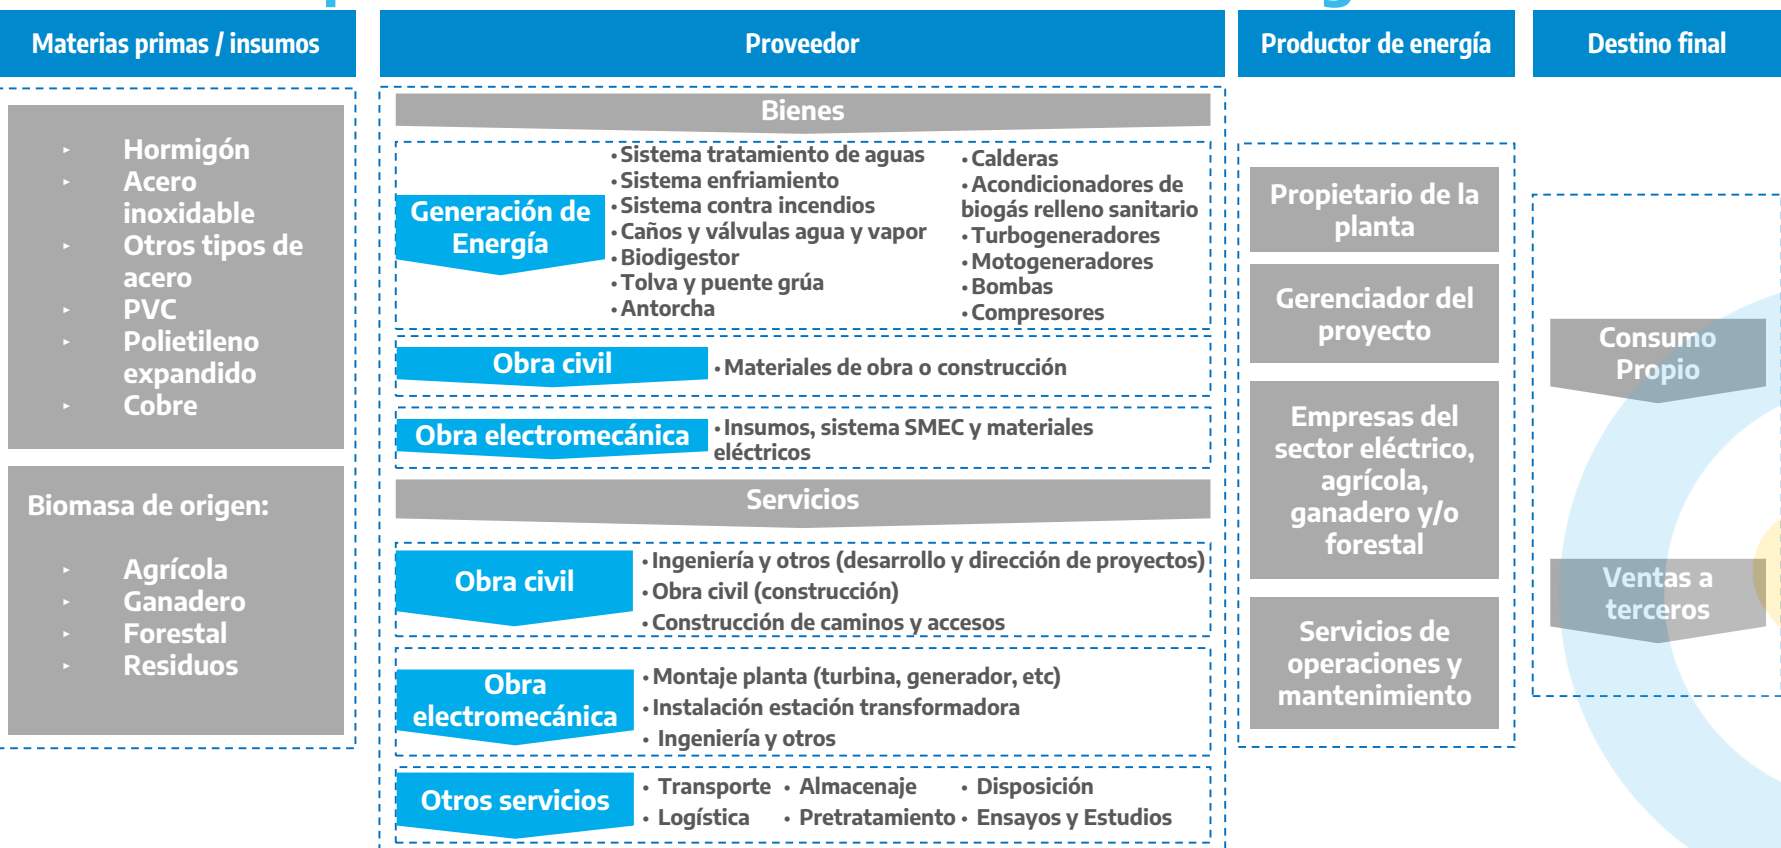 Materias primas / insumos
Proveedor
Productor de energía
Destino final
▸ Hormigón
▸ Acero
inoxidable
▸ Otros tipos de
acero
▸ PVC
▸ Polietileno
expandido
▸ Cobre
Biomasa de origen:
▸ Agrícola
▸ Ganadero
▸ Forestal
▸ Residuos
Bienes
Generación de
Energía
• Sistema tratamiento de aguas
• Sistema enfriamiento
• Sistema contra incendios
• Caños y válvulas agua y vapor
• Biodigestor
• Tolva y puente grúa
• Antorcha
• Calderas
• Acondicionadores de
biogás relleno sanitario
• Turbogeneradores
• Motogeneradores
• Bombas
• Compresores
Obra civil
• Materiales de obra o construcción
Obra electromecánica
• Insumos, sistema SMEC y materiales
eléctricos
Servicios
Obra civil
• Ingeniería y otros (desarrollo y dirección de proyectos)
• Obra civil (construcción)
• Construcción de caminos y accesos
Obra
electromecánica
• Montaje planta (turbina, generador, etc)
• Instalación estación transformadora
• Ingeniería y otros
Otros servicios
• Transporte • Almacenaje • Disposición
• Logística • Pretratamiento • Ensayos y Estudios
Propietario de la
planta
Gerenciador del
proyecto
Empresas del
sector eléctrico,
agrícola,
ganadero y/o
forestal
Servicios de
operaciones y
mantenimiento
Consumo
Propio
Ventas a
terceros